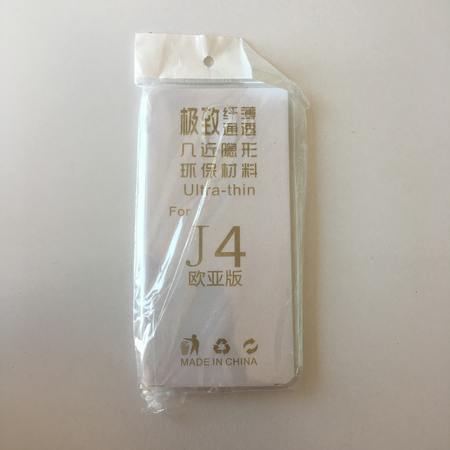 极致纤薄
通透
几近隐形
环保材料
Ultra-thin
For
J4
欧亚版
MADE IN CHINA